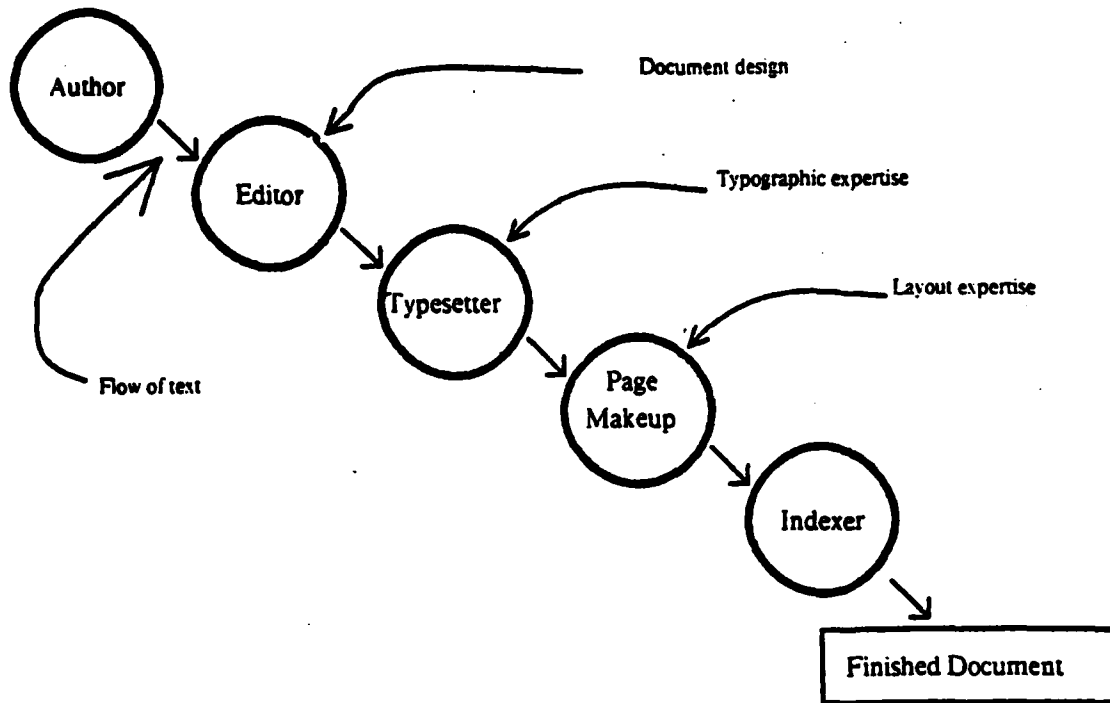 Author
Document design
Editor
Typographic expertise
Typesetter
Layout expertise
Flow of text
Page
Makeup
Indexer
Finished Document